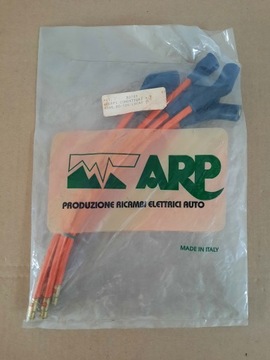 ARP
PRODUZIONE RICAMBI ELETTRICI AUTO
MADE IN ITALY